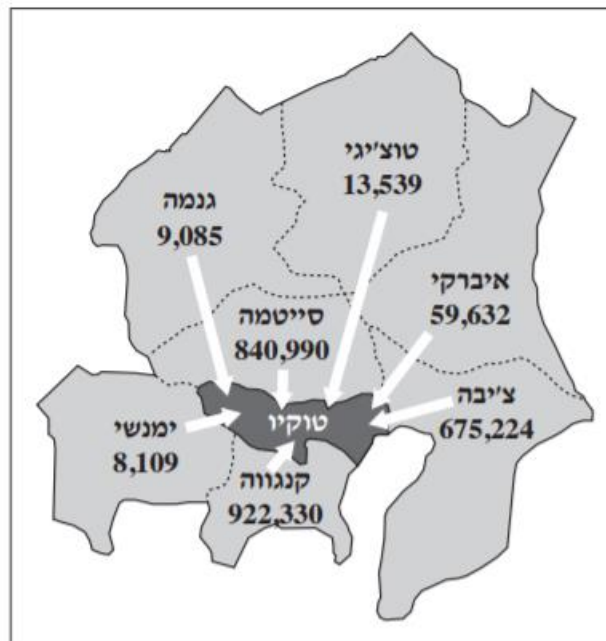 טוצ'יגי
13,539
גנמה
9,085
איברקי
59,632
סייטמה
840,990
צ'יבה
675,224
טוקיו
ימנשי
8,109
קנגווה
922,330